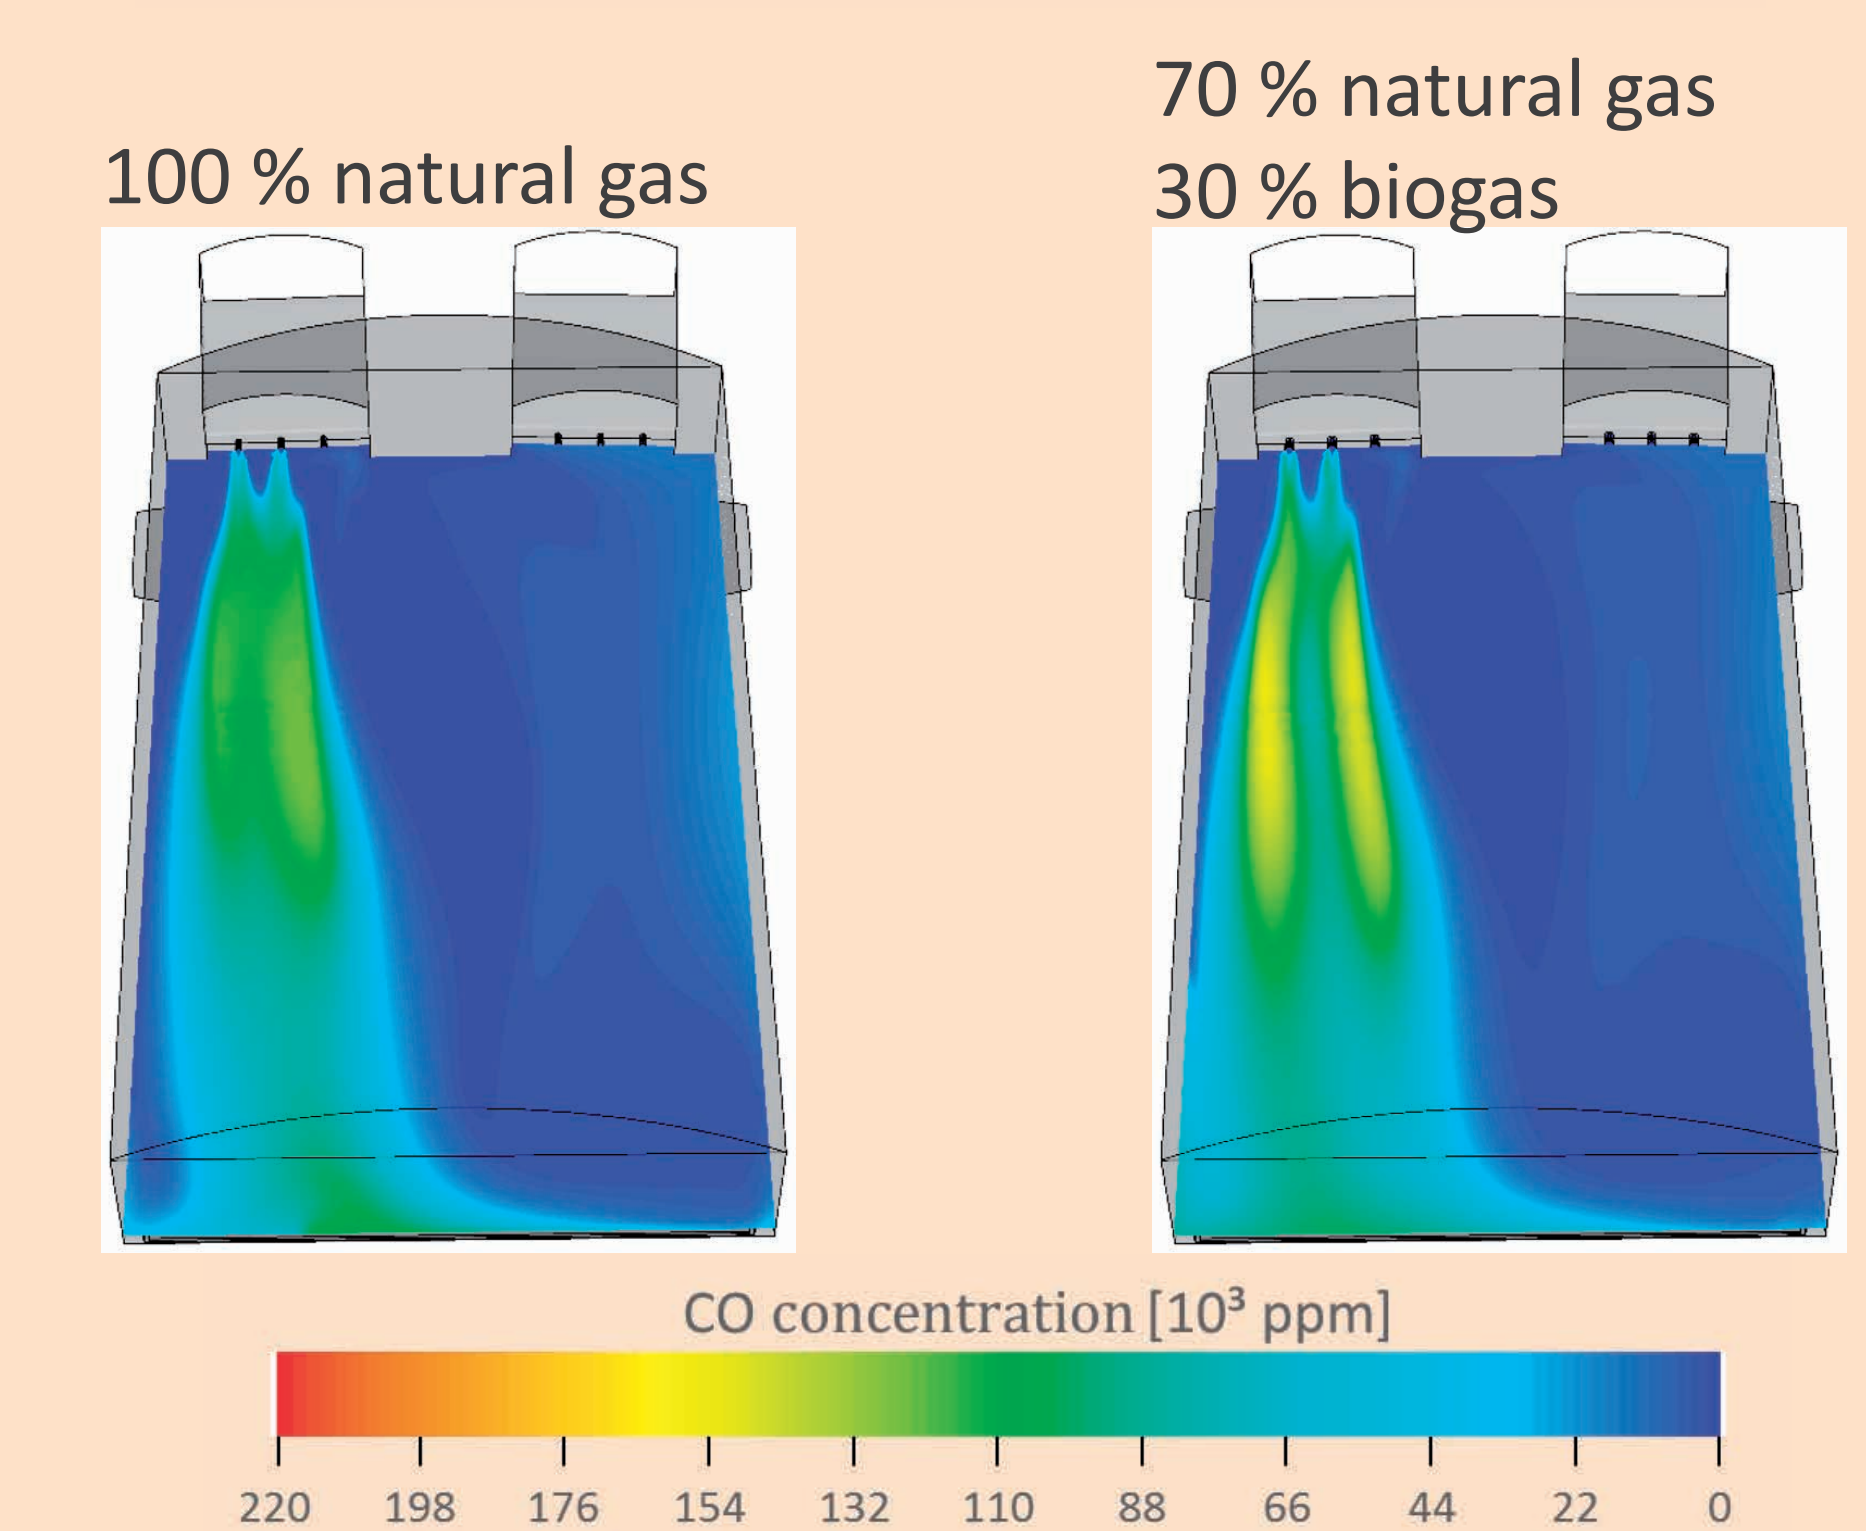 100 % natural gas
70 % natural gas
30 % biogas
CO concentration [10³ ppm]
220 198 176 154 132 110 88 66 44 22 0